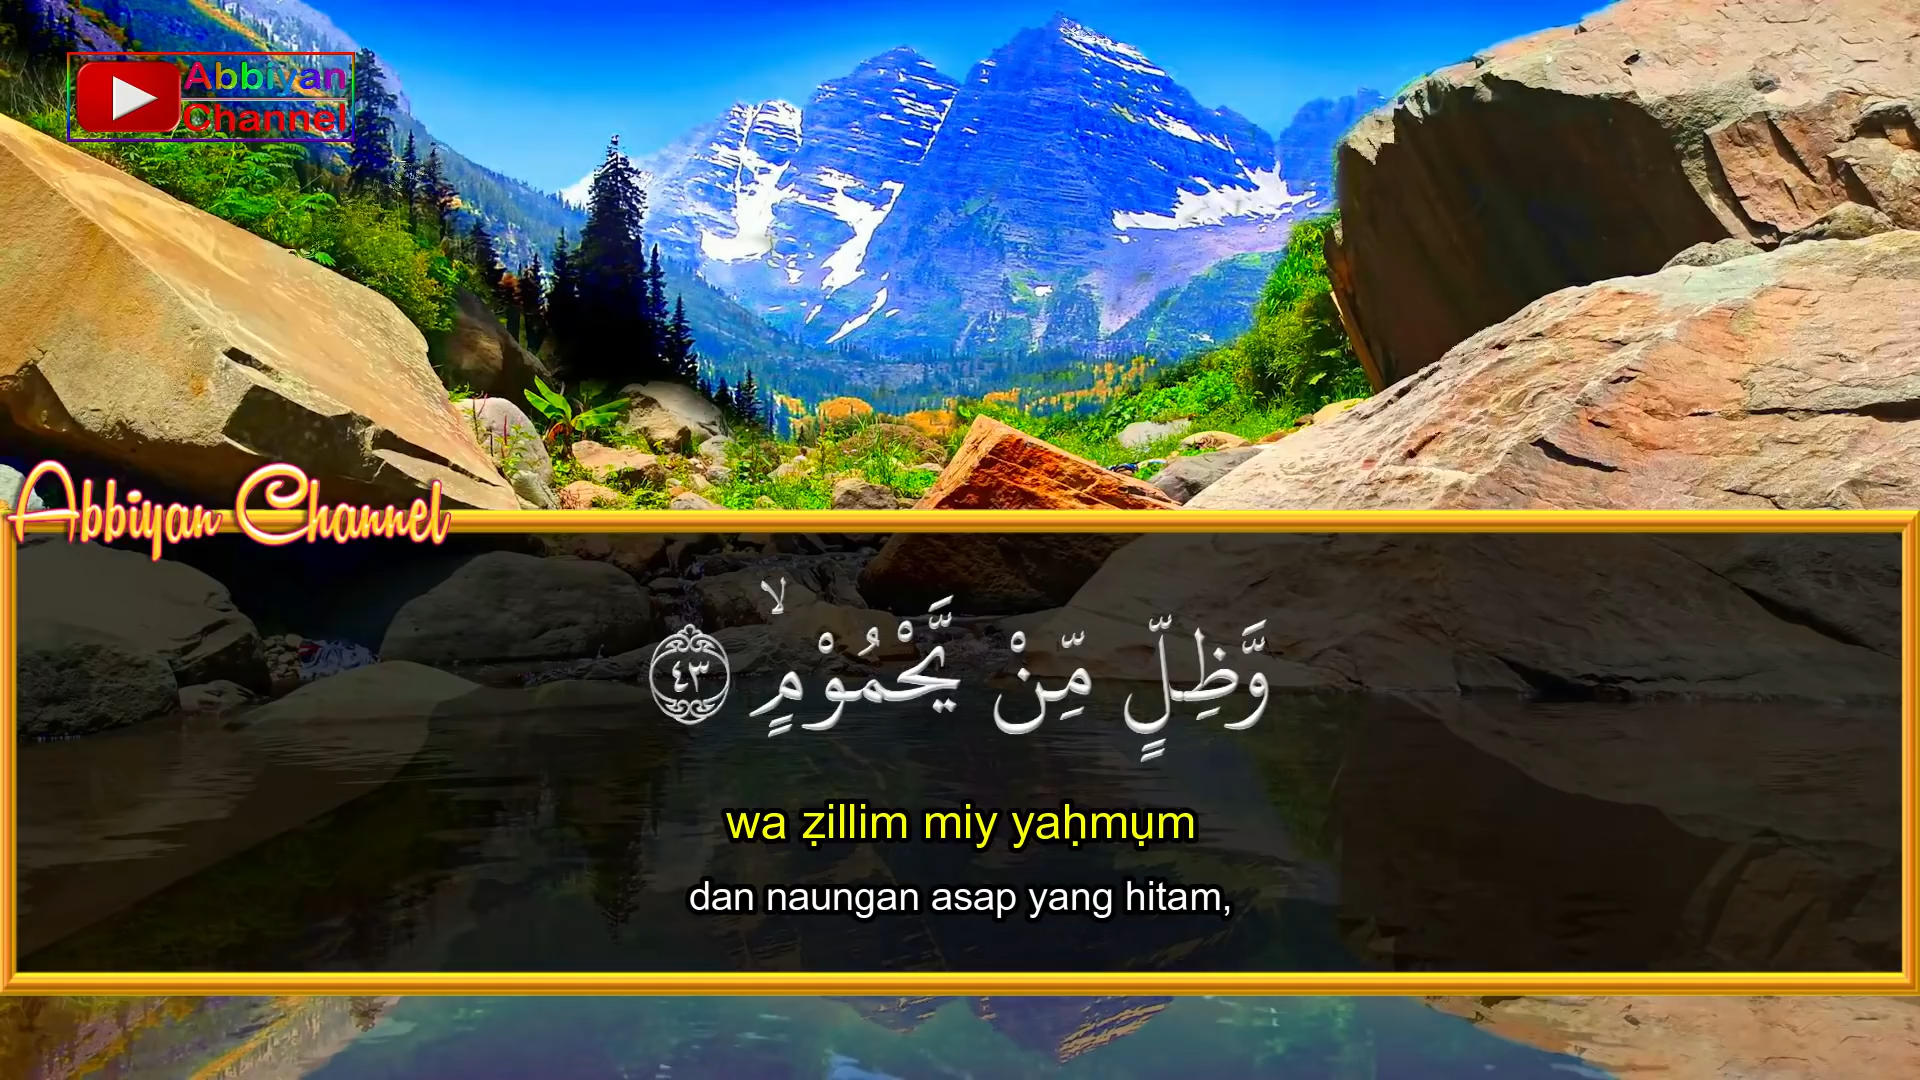 Abbiyan
Channel
Abbiyan Channel
وَّظِلٍّ مِّنْ يَّحْمُوْمٍۙ ٤٣
wa ẓillim miy yaḥmụm
dan naungan asap yang hitam,